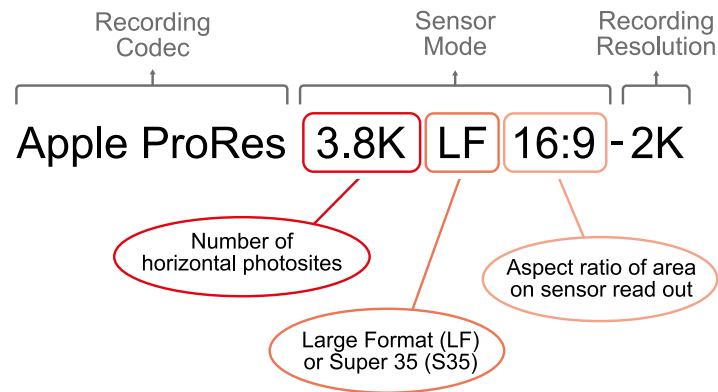 Recording
Codec
Sensor
Mode
Recording
Resolution
Apple ProRes 3.8K LF 16:9 - 2K
Number of
horizontal photosites
Aspect ratio of area
on sensor read out
Large Format (LF)
or Super 35 (S35)